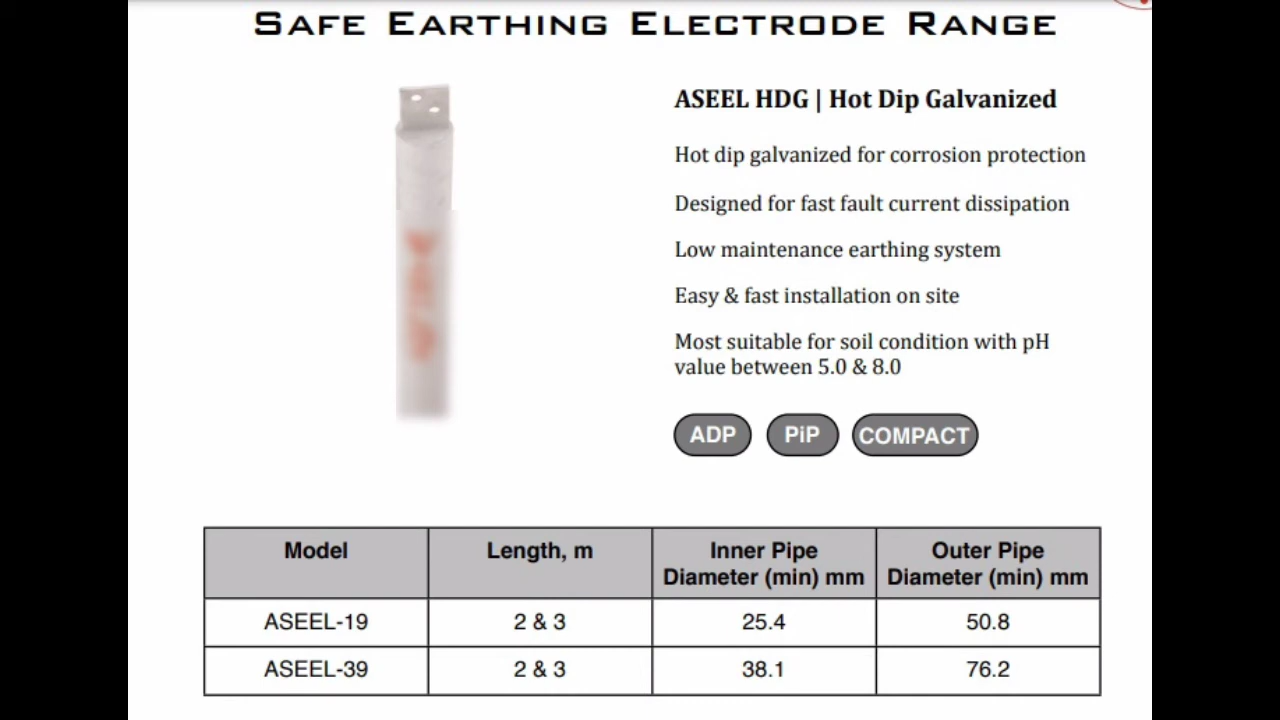 SAFE EARTHING ELECTRODE RANGE
ASEEL HDG | Hot Dip Galvanized
Hot dip galvanized for corrosion protection
Designed for fast fault current dissipation
Low maintenance earthing system
Easy & fast installation on site
Most suitable for soil condition with pH
value between 5.0 & 8.0
ADP PiP COMPACT
Model Length, m Inner Pipe Diameter (min) mm Outer Pipe Diameter (min) mm
ASEEL-19 2 & 3 25.4 50.8
ASEEL-39 2 & 3 38.1 76.2